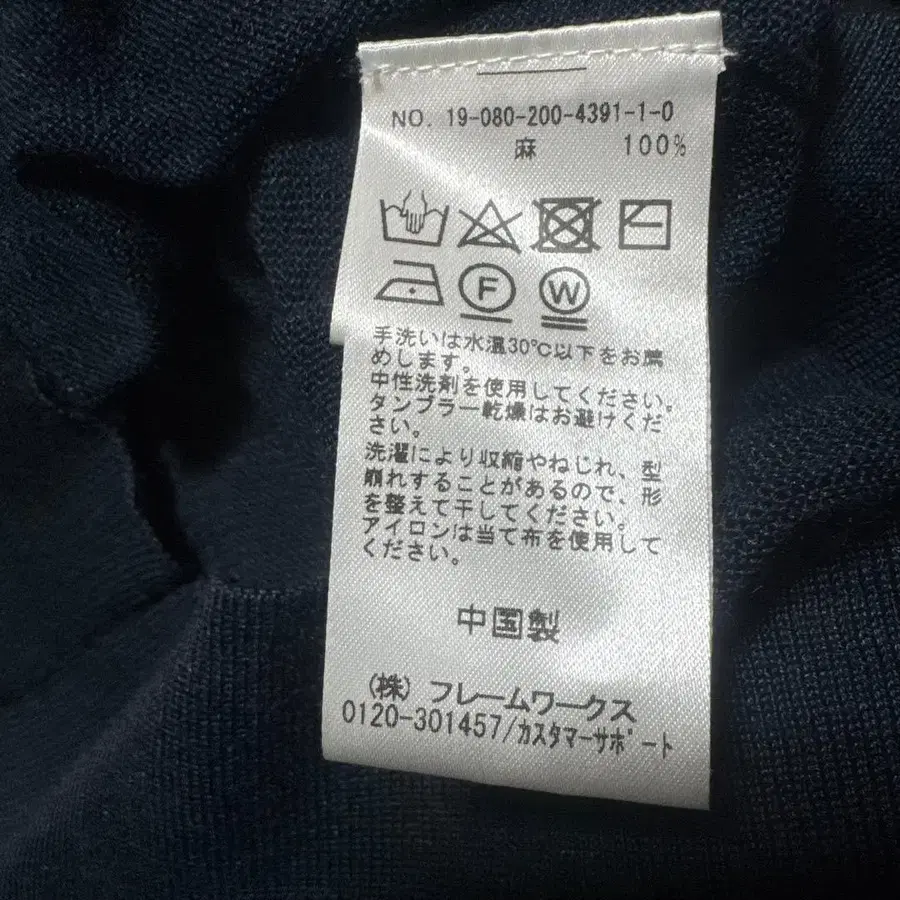 NO. 19-080-200-4391-1-0
麻 100%
F W
手洗いは水温30℃以下をお薦
めします。
中性洗剤を使用してください。
タンブラー乾燥はお避けくだ
さい。
洗濯により収縮やねじれ、型
崩れすることがあるので、形
を整えて干してください。
アイロンは当て布を使用して
ください。
中国製
(株) フレームワークス
0120-301457/カスタマーサポート